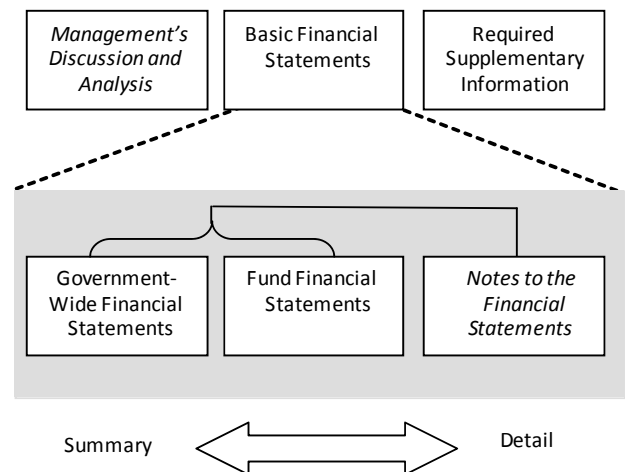 Management's
Discussion and
Analysis
Basic Financial
Statements
Required
Supplementary
Information
Government-
Wide Financial
Statements
Fund Financial
Statements
Notes to the
Financial
Statements
Summary
Detail